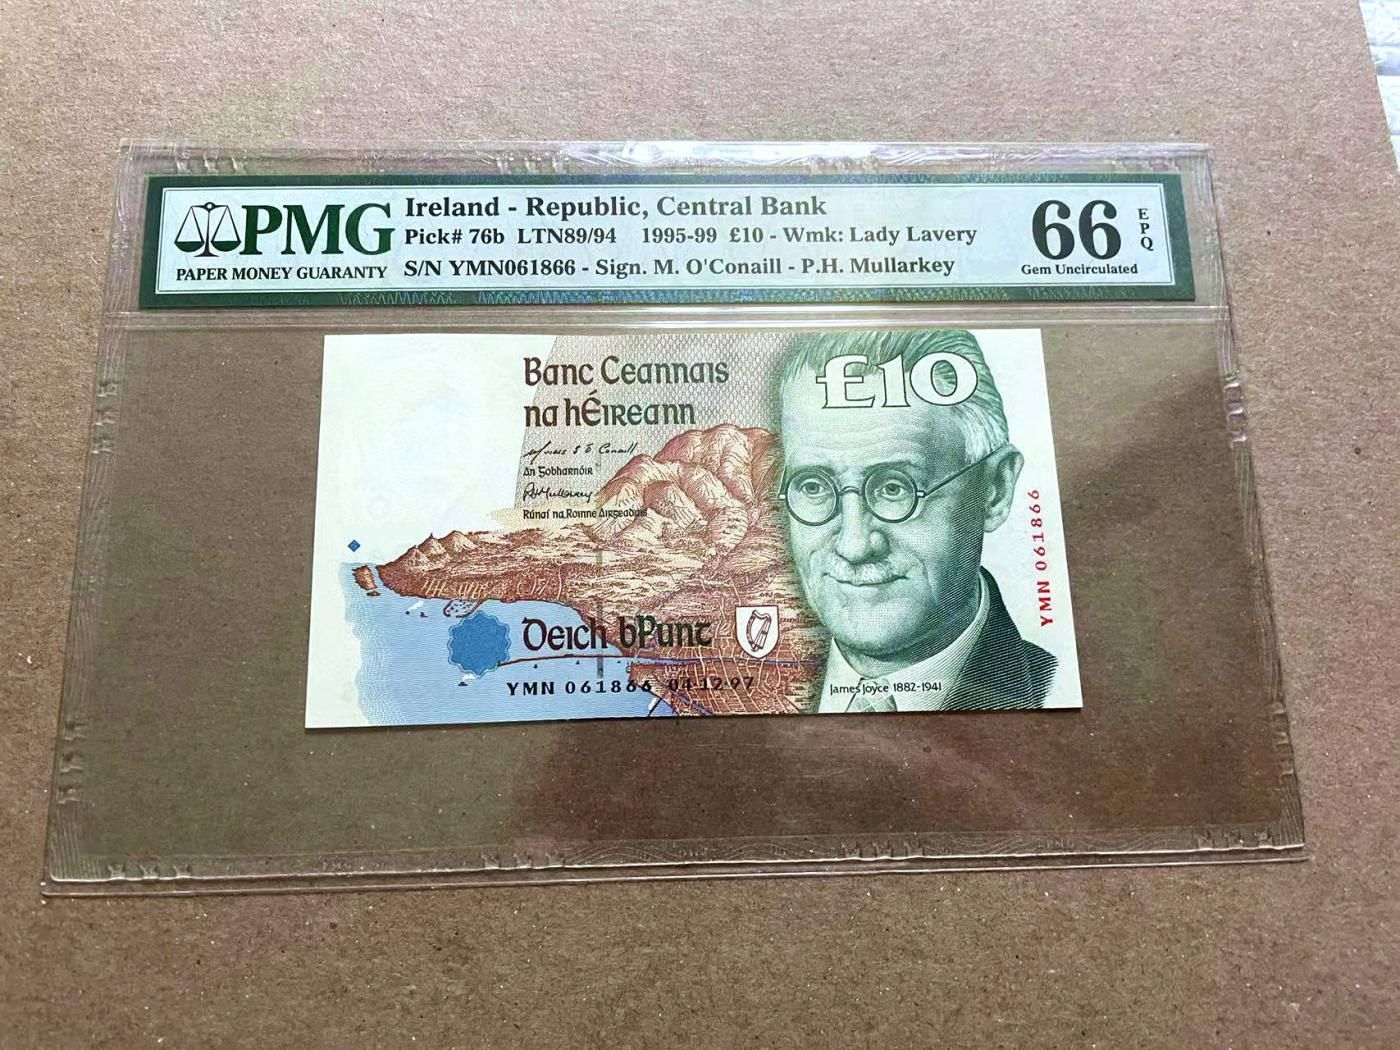 PMG
PAPER MONEY GUARANTY
Ireland - Republic, Central Bank
Pick# 76b LTN89/94 1995-99 £10 - Wmk: Lady Lavery
S/N YMN061866 - Sign. M. O'Conaill - P.H. Mullarkey
66
EPQ
Gem Uncirculated
Banc Ceannais
na hÉireann
An Gobharnóir
Rúnaí na Roinne Airgeadais
£10
YMN 061866
Deich bPunt
YMN 061866 04·12·97
James Joyce 1882-1941